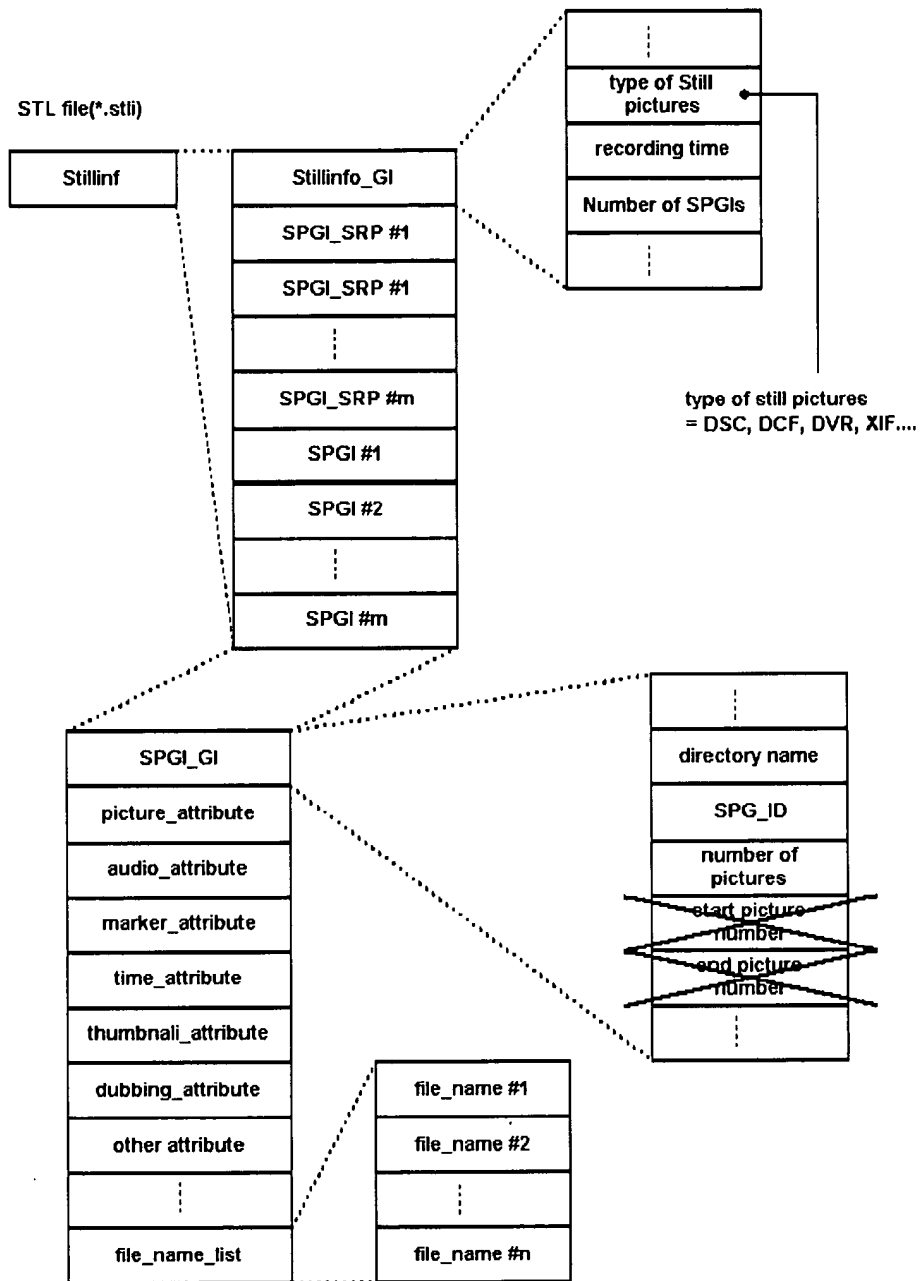 type of Still
pictures
recording time
Number of SPGIs
STL file(*.stli)
Stillinf
Stillinfo_GI
SPGI_SRP #1
SPGI_SRP #1
SPGI_SRP #m
SPGI #1
SPGI #2
SPGI #m
type of still pictures
= DSC, DCF, DVR, XIF....
SPGI_GI
picture_attribute
audio_attribute
marker_attribute
time_attribute
thumbnali_attribute
dubbing_attribute
other attribute
file_name_list
directory name
SPG_ID
number of
pictures
start picture
number
end picture
number
file_name #1
file_name #2
file_name #n